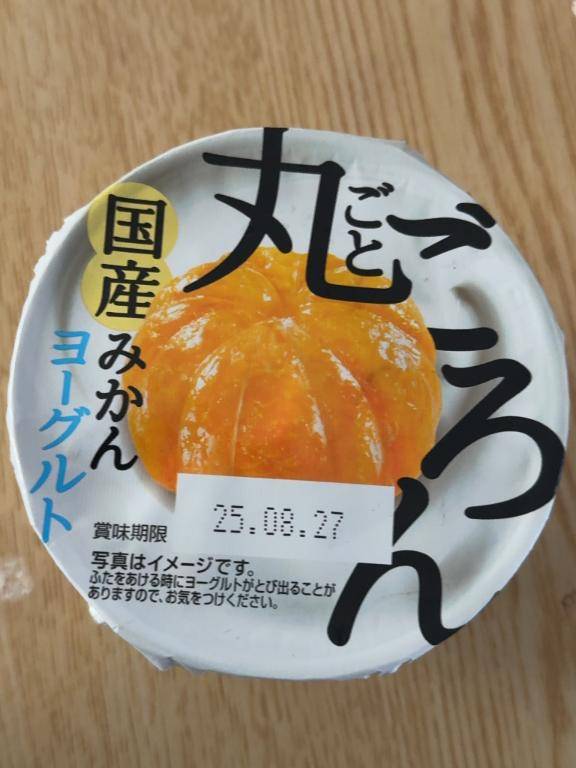 丸ごとごろん
国産みかん
ヨーグルト
賞味期限
25.08.27
写真はイメージです。
ふたをあける時にヨーグルトがとび出ることが
ありますので、お気をつけください。